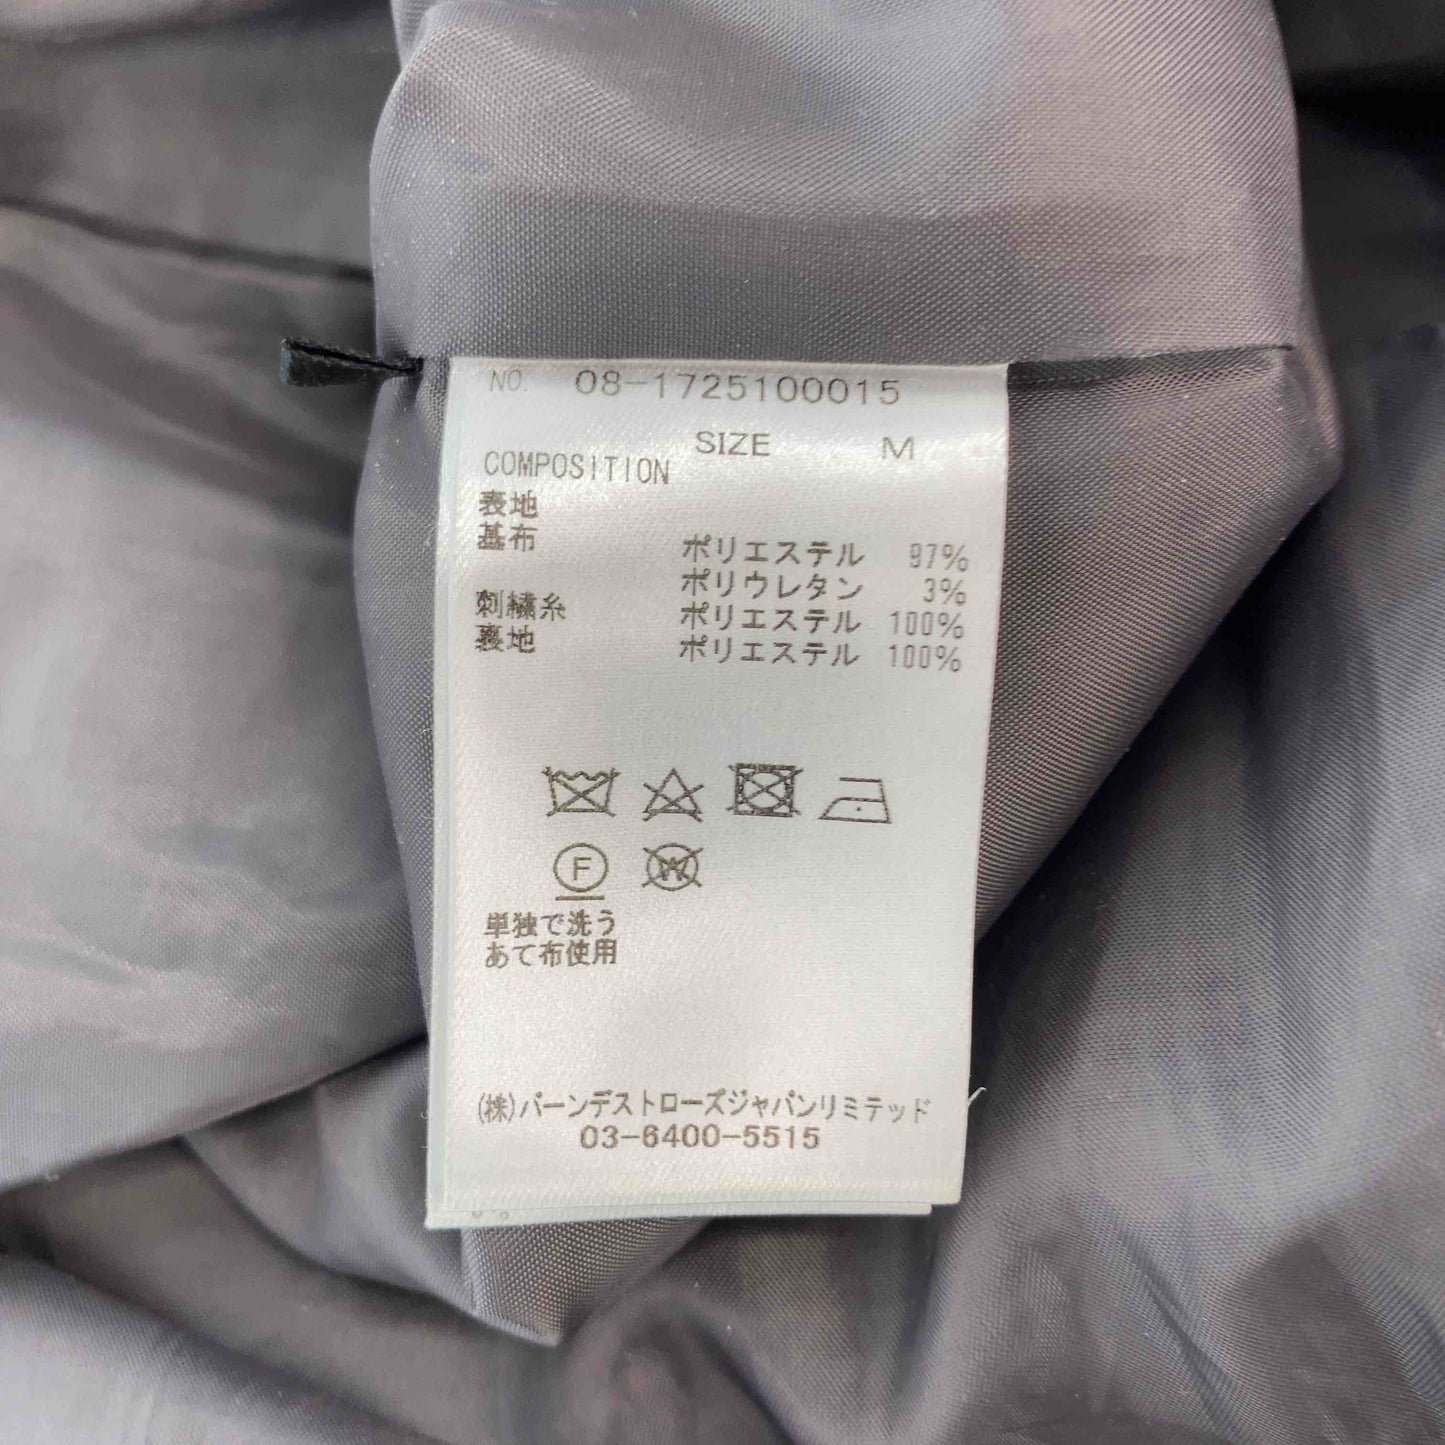 NO. 08-1725100015
SIZE M
COMPOSITION
表地
基布 ポリエステル 97%
ポリウレタン 3%
刺繍糸 ポリエステル 100%
裏地 ポリエステル 100%
F W
単独で洗う
あて布使用
(株)バーンデストローズジャパンリミテッド
03-6400-5515